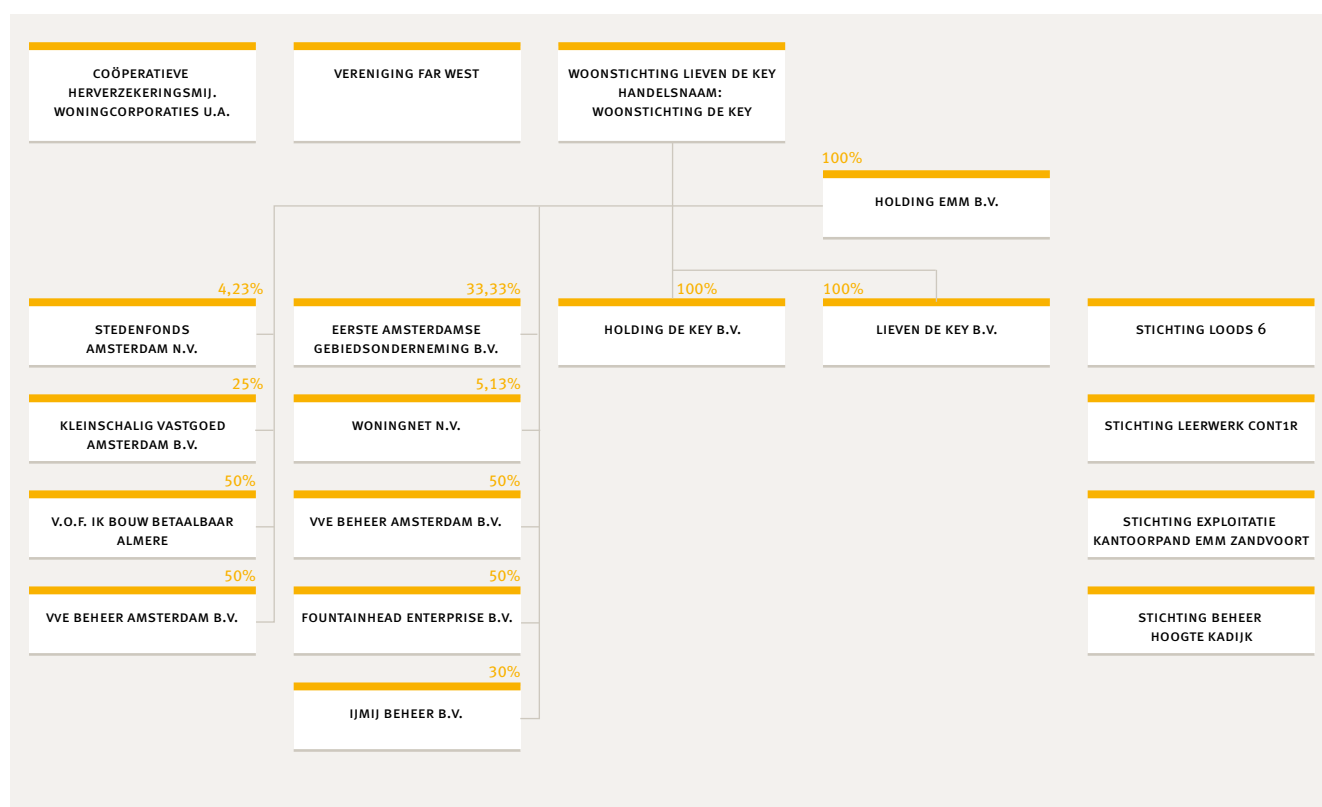 COÖPERATIEVE
HERVERZEKERINGSMIJ.
WONINGCORPORATIES U.A.
VERENIGING FAR WEST
WOONSTICHTING LIEVEN DE KEY
HANDELSNAAM:
WOONSTICHTING DE KEY
100%
HOLDING EMM B.V.
4,23%
STEDENFONDS
AMSTERDAM N.V.
33,33%
EERSTE AMSTERDAMSE
GEBIEDSONDERNEMING B.V.
100%
HOLDING DE KEY B.V.
100%
LIEVEN DE KEY B.V.
STICHTING LOODS 6
25%
KLEINSCHALIG VASTGOED
AMSTERDAM B.V.
5,13%
WONINGNET N.V.
STICHTING LEERWERK CONT1R
50%
V.O.F. IK BOUW BETAALBAAR
ALMERE
50%
VVE BEHEER AMSTERDAM B.V.
STICHTING EXPLOITATIE
KANTOORPAND EMM ZANDVOORT
50%
VVE BEHEER AMSTERDAM B.V.
50%
FOUNTAINHEAD ENTERPRISE B.V.
STICHTING BEHEER
HOOGTE KADIJK
30%
IJMIJ BEHEER B.V.